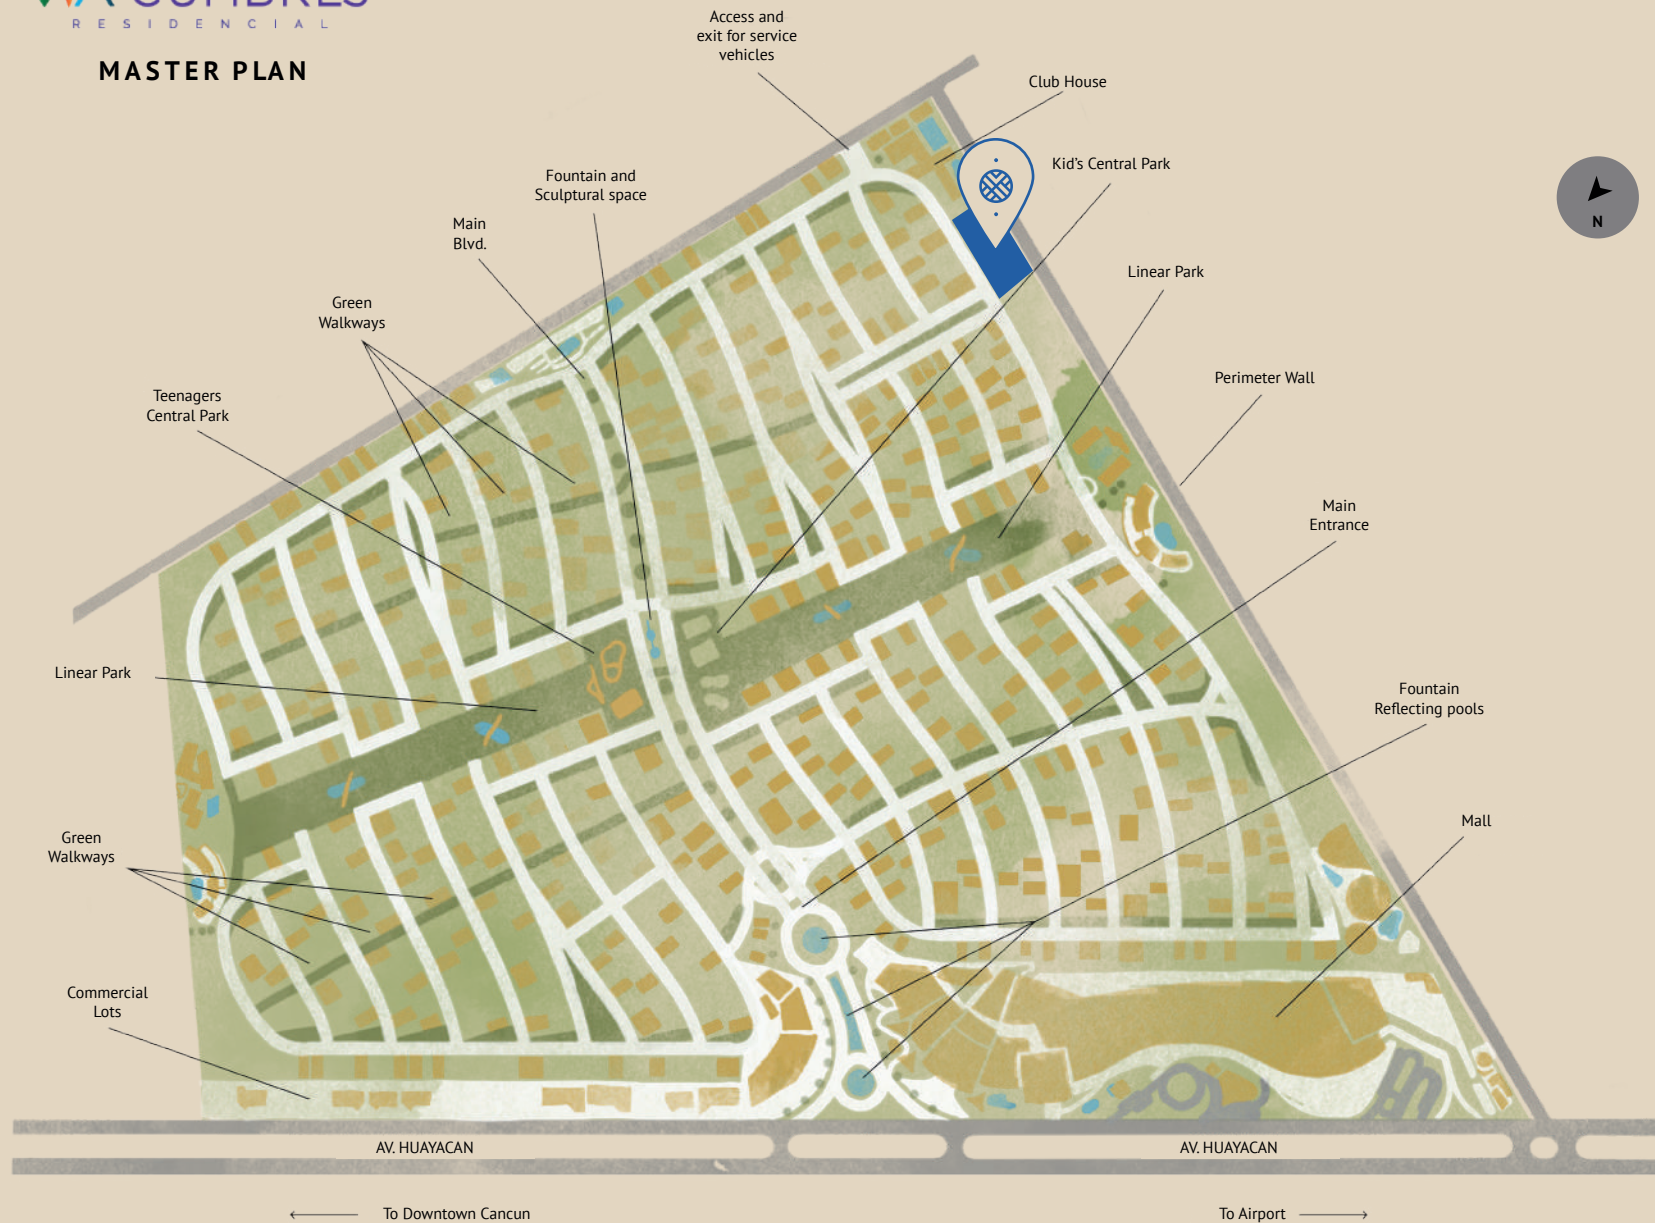 CUMBRES
RESIDENCIAL
MASTER PLAN
Access and
exit for service
vehicles
Club House
Kid's Central Park
Fountain and
Sculptural space
Main
Blvd.
Linear Park
Green
Walkways
Perimeter Wall
Teenagers
Central Park
Main
Entrance
Linear Park
Fountain
Reflecting pools
Mall
Green
Walkways
Commercial
Lots
N
AV. HUAYACAN
AV. HUAYACAN
To Downtown Cancun
To Airport